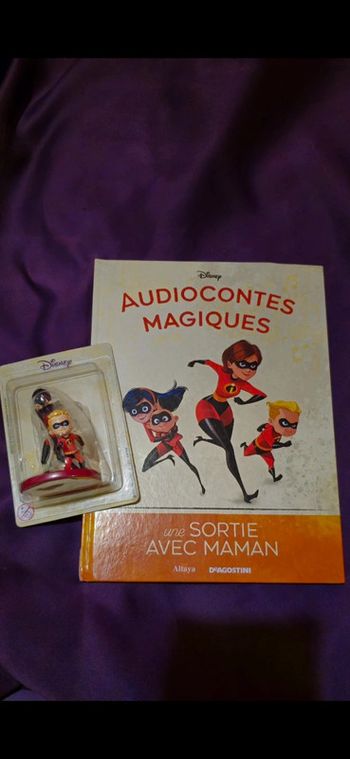 Disney
AUDIOCONTES
MAGIQUES
Disney
une SORTIE
AVEC MAMAN
Altaya DeAGOSTINI